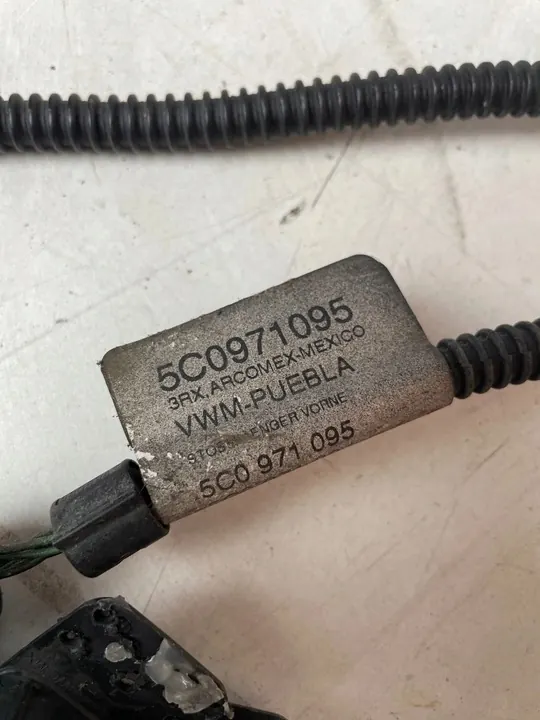 5C0971095
3RX.ARCOMEX-MEXICO
VWM-PUEBLA
VORNE
5C0 971 095